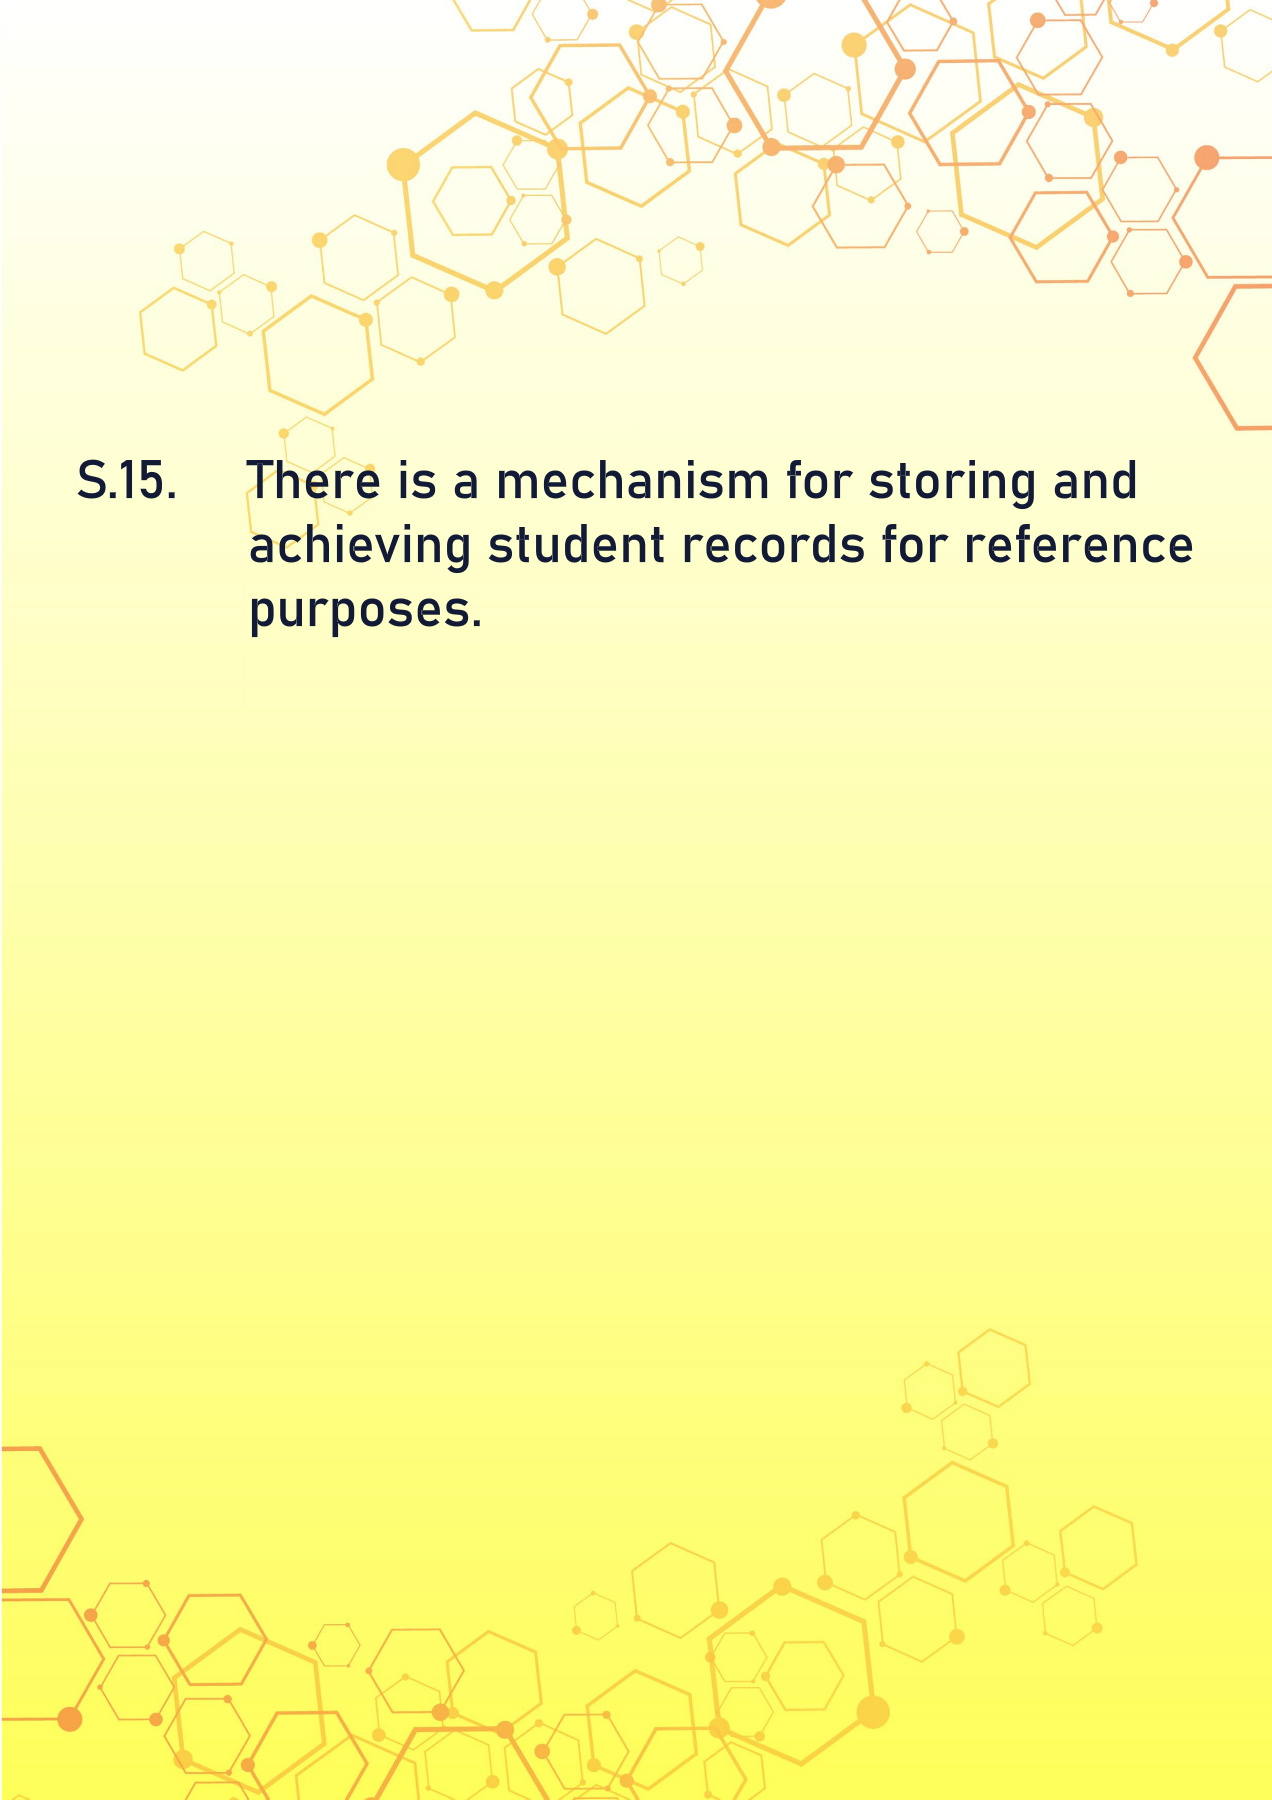 S.15. There is a mechanism for storing and
achieving student records for reference
purposes.